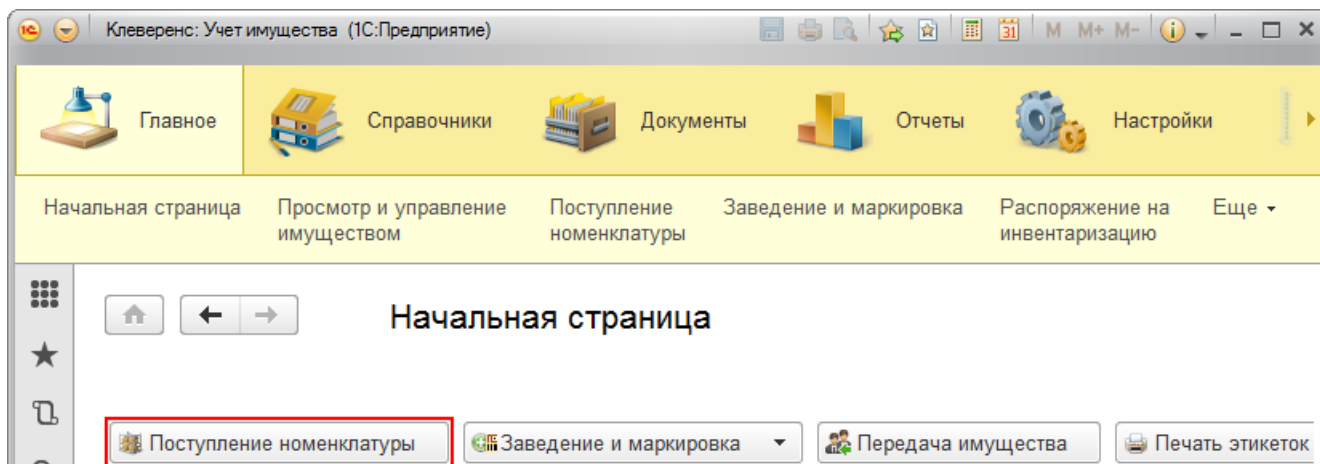 Клеверенс: Учет имущества (1С:Предприятие)
31 M M+ M-
Главное Справочники Документы Отчеты Настройки
Начальная страница Просмотр и управление Поступление Заведение и маркировка Распоряжение на Еще
имуществом номенклатуры инвентаризацию
Начальная страница
Поступление номенклатуры Заведение и маркировка Передача имущества Печать этикеток